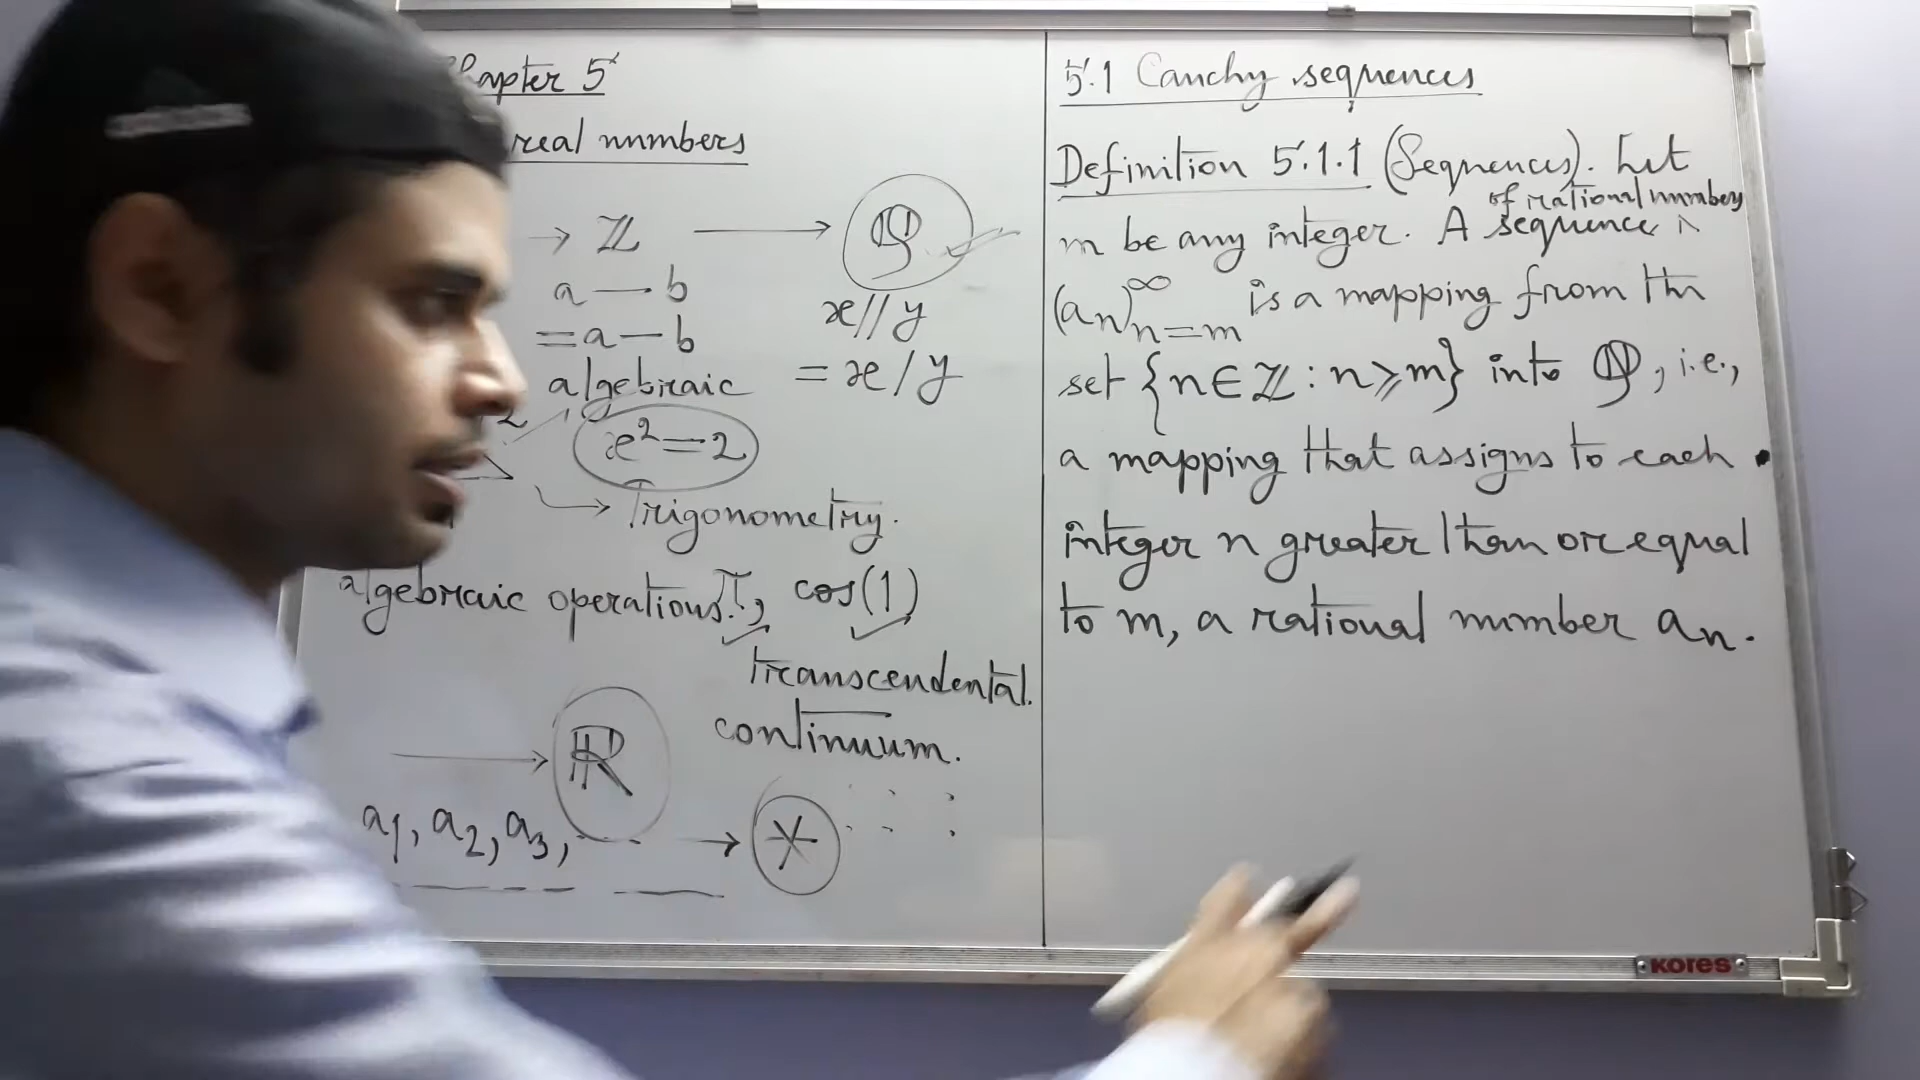 Chapter 5
real numbers
→ ℤ ⟶ ℚ
a — b
= a — b
x // y
= x / y
algebraic
2
x² = 2
→ Trigonometry.
algebraic operations. π, cos(1)
transcendental.
continuum.
⟶ ℝ
a1, a2, a3, ---- → X
5.1 Cauchy sequences
Definition 5.1.1 (Sequences). Let
of rational numbers
m be any integer. A sequence
(an)∞n=m is a mapping from the
set {n ∈ ℤ : n ≥ m} into ℚ, i.e.,
a mapping that assigns to each
integer n greater than or equal
to m, a rational number an.
kores